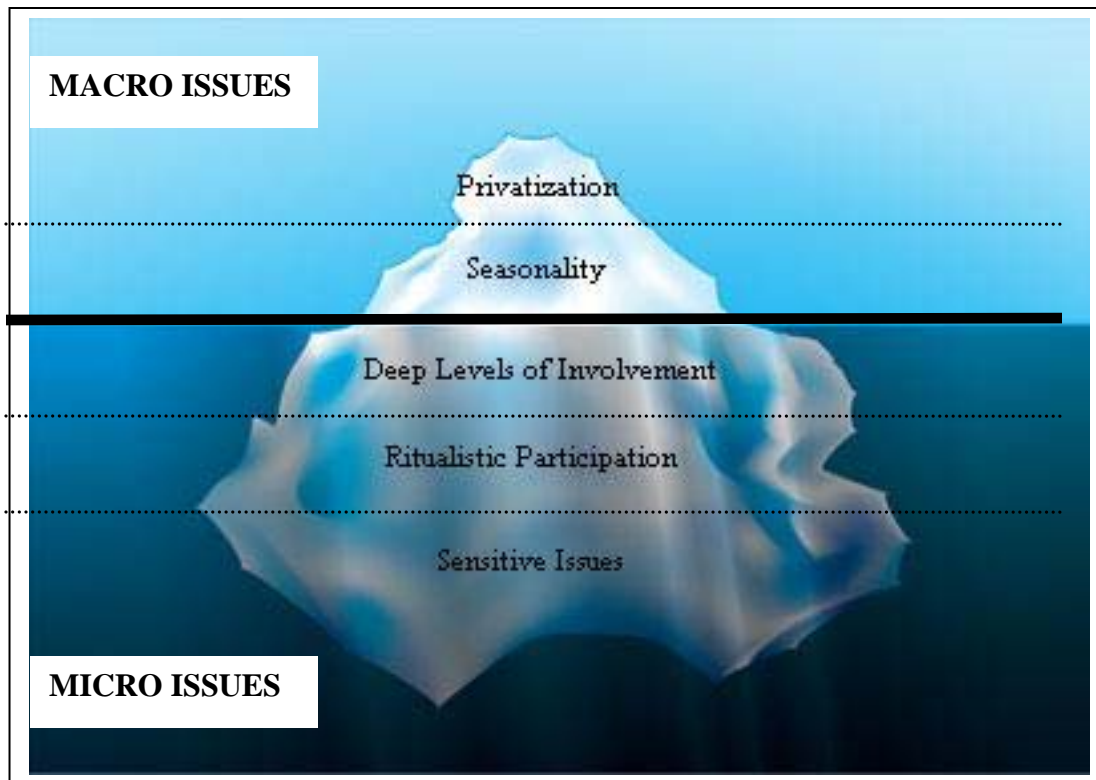 MACRO ISSUES
Privatization
Seasonality
Deep Levels of Involvement
Ritualistic Participation
Sensitive Issues
MICRO ISSUES